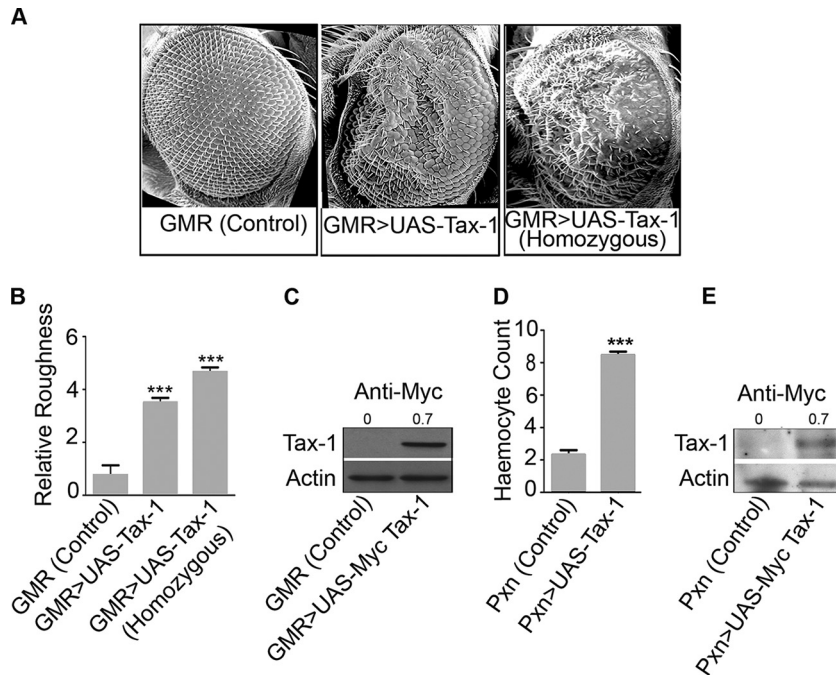 A
GMR (Control)
GMR>UAS-Tax-1
GMR>UAS-Tax-1
(Homozygous)
B
Relative Roughness
6
4
2
0
***
***
GMR (Control)
GMR>UAS-Tax-1
GMR>UAS-Tax-1
(Homozygous)
C
Anti-Myc
0 0.7
Tax-1
Actin
GMR (Control)
GMR>UAS-Myc Tax-1
D
Haemocyte Count
10
8
6
4
2
0
***
Pxn (Control)
Pxn>UAS-Tax-1
E
Anti-Myc
0 0.7
Tax-1
Actin
Pxn (Control)
Pxn>UAS-Myc Tax-1